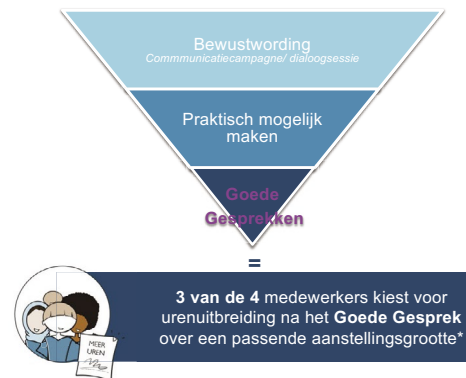 Bewustwording
Commmunicatiecampagne/ dialoogsessie
Praktisch mogelijk
maken
Goede
Gesprekken
=
3 van de 4 medewerkers kiest voor
urenuitbreiding na het Goede Gesprek
over een passende aanstellingsgrootte*
MEER
UREN